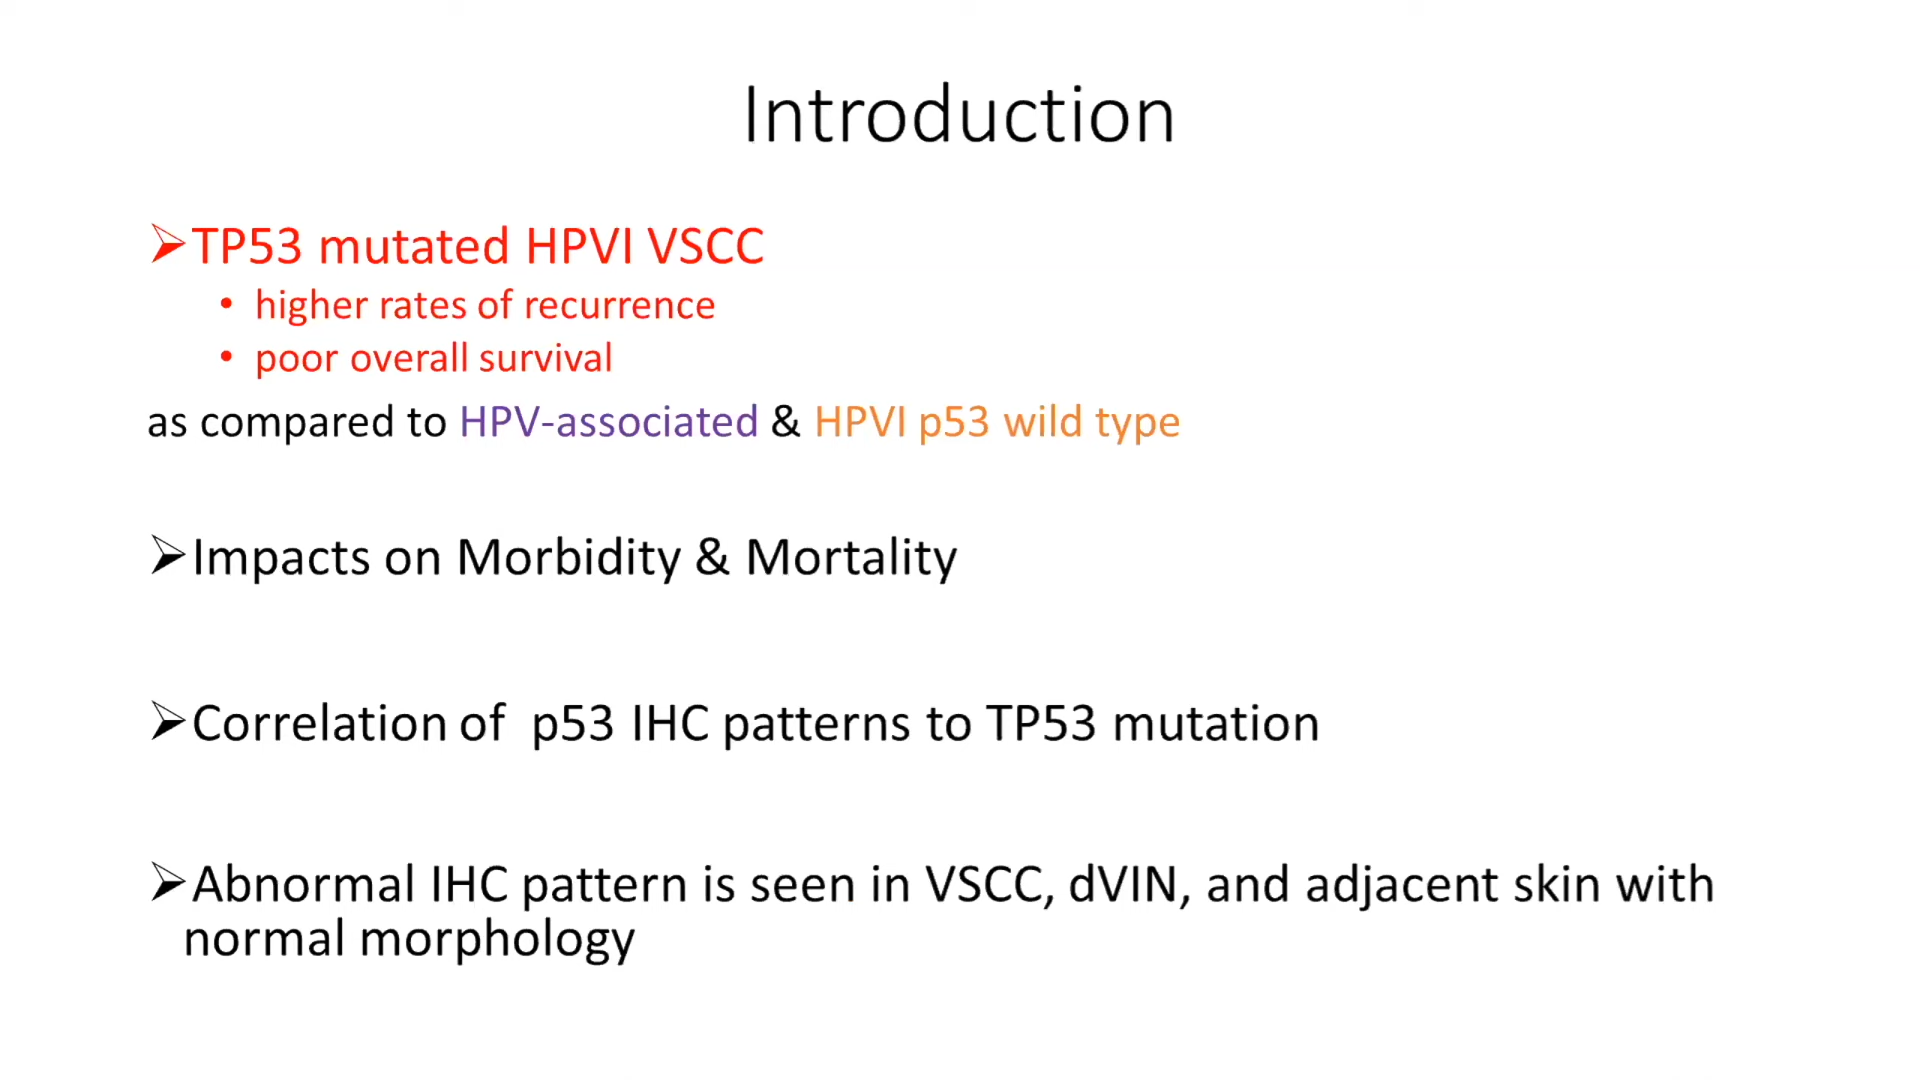 Introduction
➢TP53 mutated HPVI VSCC
• higher rates of recurrence
• poor overall survival
as compared to HPV-associated & HPVI p53 wild type
➢Impacts on Morbidity & Mortality
➢Correlation of p53 IHC patterns to TP53 mutation
➢Abnormal IHC pattern is seen in VSCC, dVIN, and adjacent skin with
normal morphology